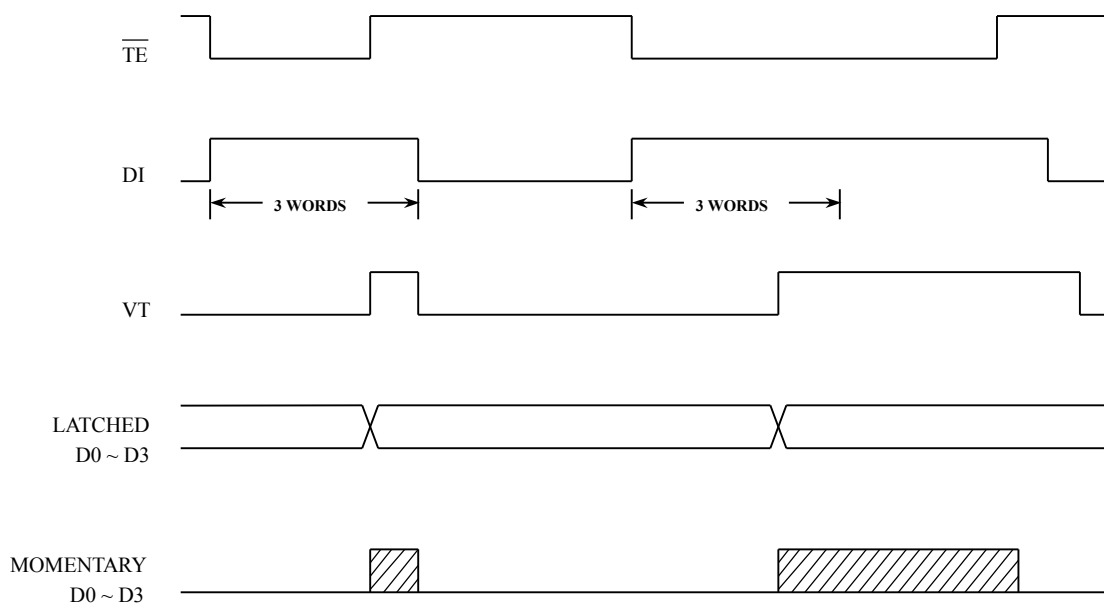 TE
DI
3 WORDS
3 WORDS
VT
LATCHED
D0 ~ D3
MOMENTARY
D0 ~ D3